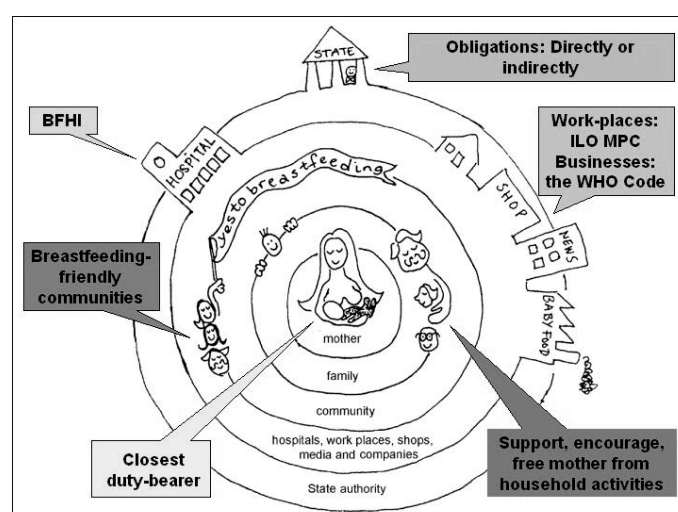 STATE
Obligations: Directly or
indirectly
BFHI
HOSPITAL
yes to breastfeeding
Work-places:
ILO MPC
Businesses:
the WHO Code
SHOP
NEWS
BABY FOOD
Breastfeeding-
friendly
communities
mother
family
community
hospitals, work places, shops,
media and companies
State authority
Closest
duty-bearer
Support, encourage,
free mother from
household activities